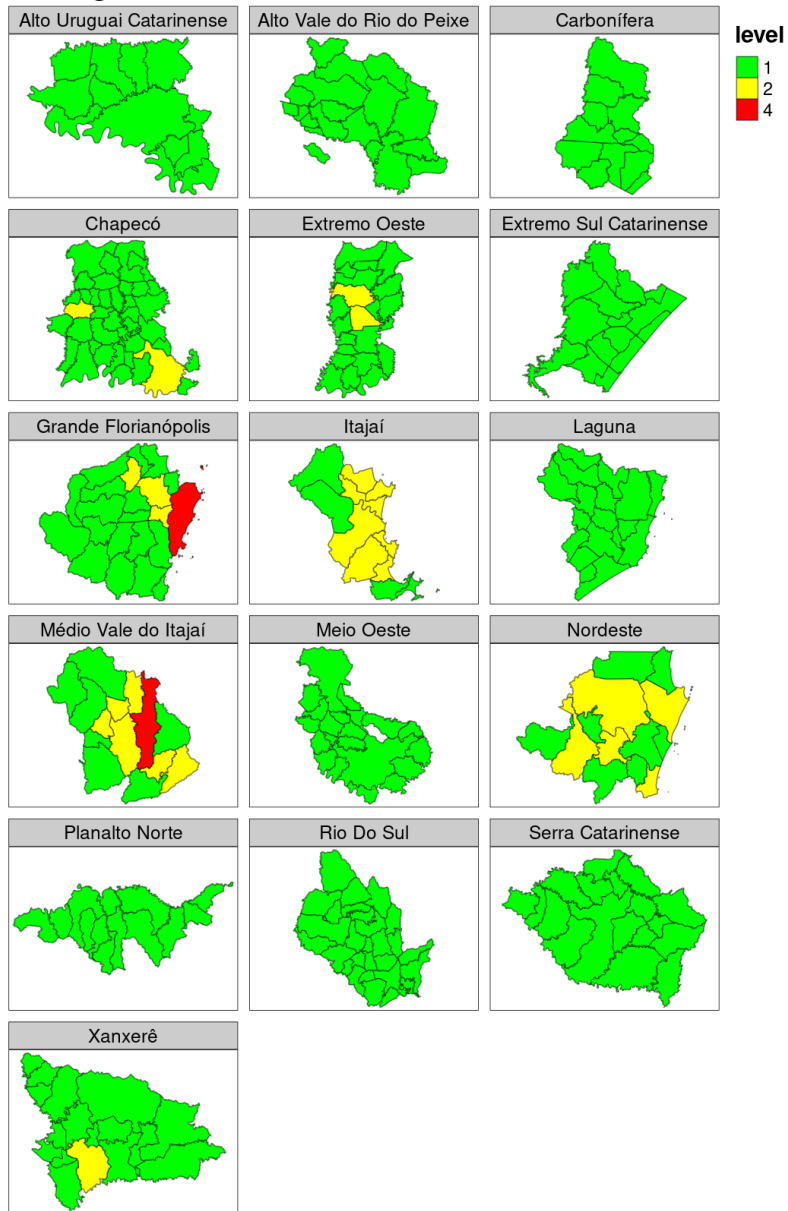 Alto Uruguai Catarinense
Alto Vale do Rio do Peixe
Carbonífera
level
1
2
4
Chapecó
Extremo Oeste
Extremo Sul Catarinense
Grande Florianópolis
Itajaí
Laguna
Médio Vale do Itajaí
Meio Oeste
Nordeste
Planalto Norte
Rio Do Sul
Serra Catarinense
Xanxerê